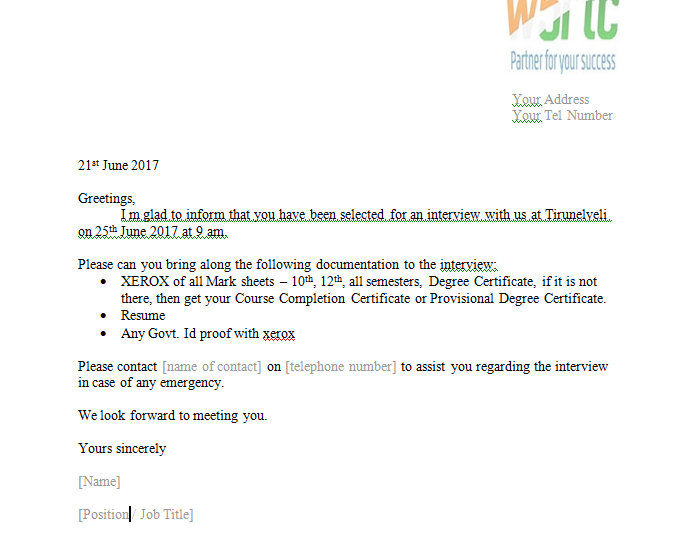 Partner for your success
Your Address
Your Tel Number
21st June 2017
Greetings,
I m glad to inform that you have been selected for an interview with us at Tirunelveli
on 25th June 2017 at 9 am.
Please can you bring along the following documentation to the interview:
• XEROX of all Mark sheets – 10th, 12th, all semesters, Degree Certificate, if it is not
there, then get your Course Completion Certificate or Provisional Degree Certificate.
• Resume
• Any Govt. Id proof with xerox
Please contact [name of contact] on [telephone number] to assist you regarding the interview
in case of any emergency.
We look forward to meeting you.
Yours sincerely
[Name]
[Position / Job Title]